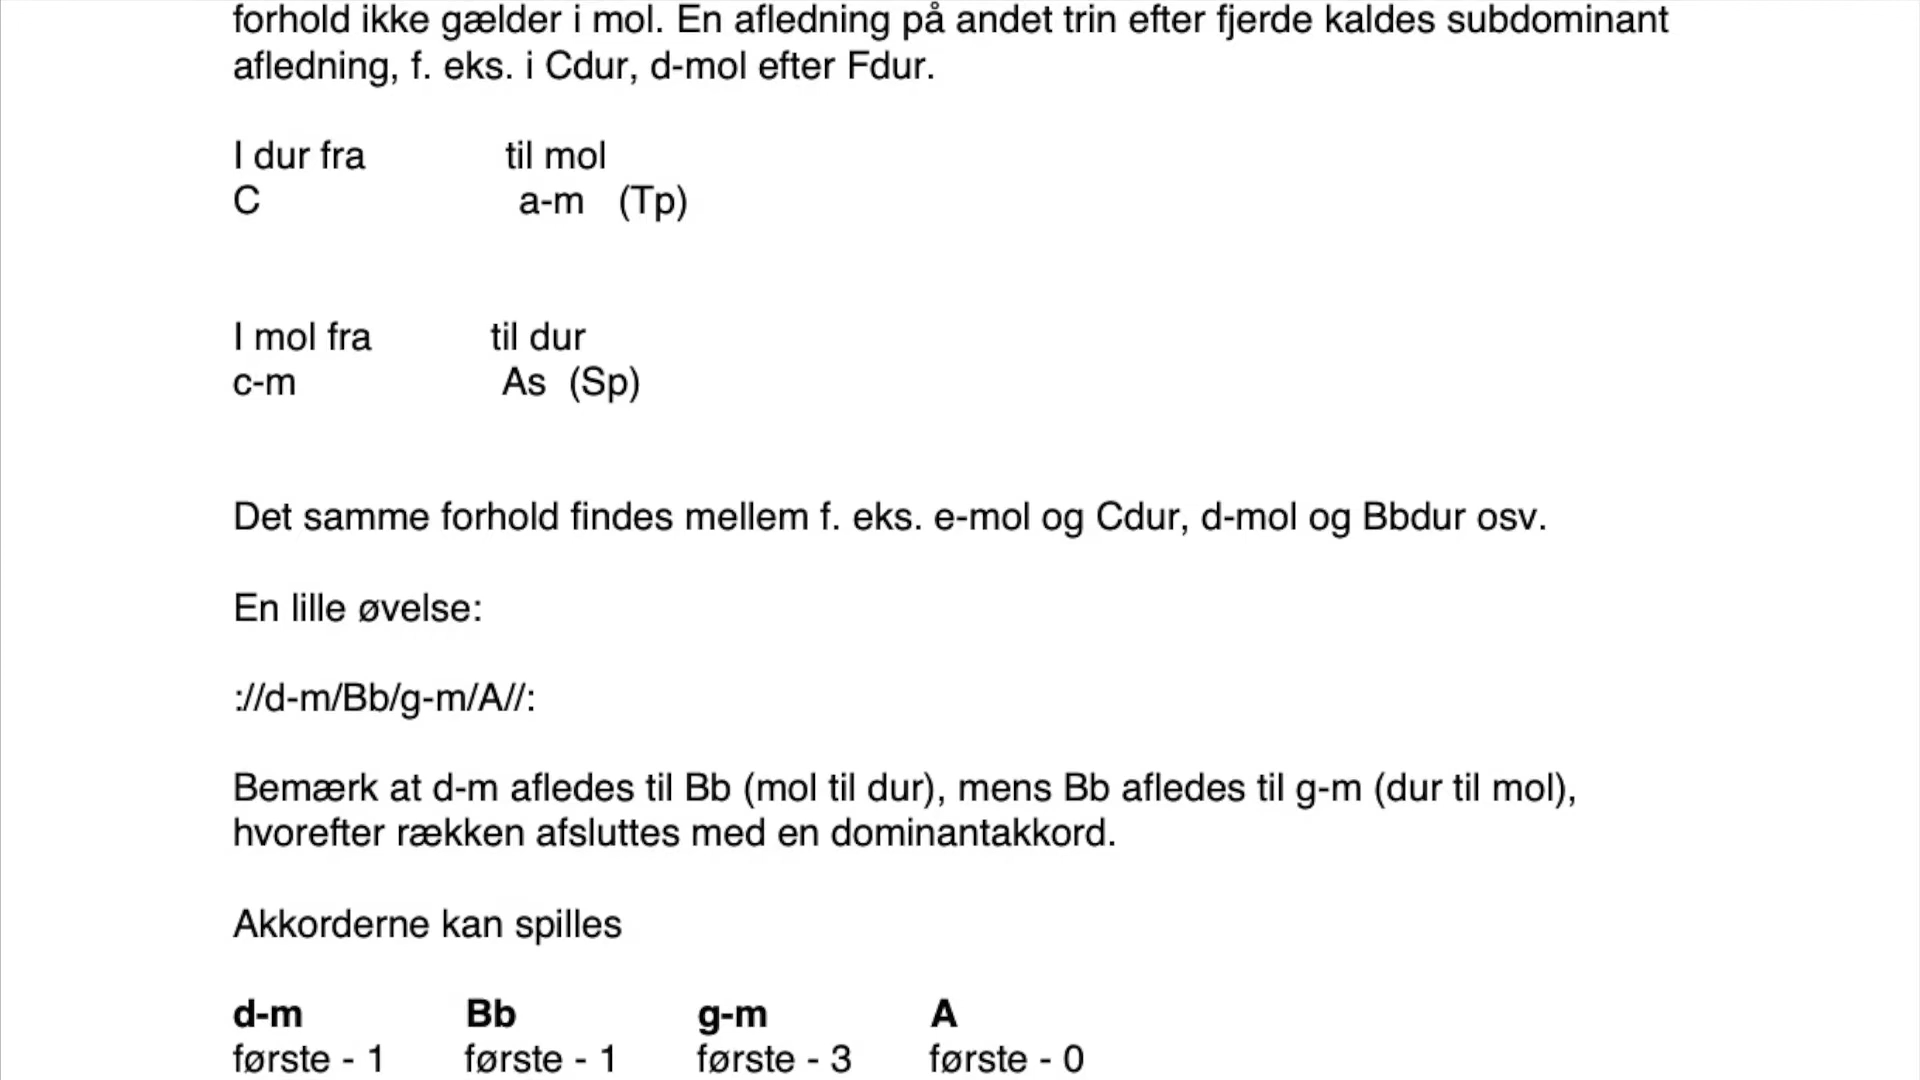 forhold ikke gælder i mol. En afledning på andet trin efter fjerde kaldes subdominant
afledning, f. eks. i Cdur, d-mol efter Fdur.
I dur fra til mol
C a-m (Tp)
I mol fra til dur
c-m As (Sp)
Det samme forhold findes mellem f. eks. e-mol og Cdur, d-mol og Bbdur osv.
En lille øvelse:
://d-m/Bb/g-m/A//:
Bemærk at d-m afledes til Bb (mol til dur), mens Bb afledes til g-m (dur til mol),
hvorefter rækken afsluttes med en dominantakkord.
Akkorderne kan spilles
d-m Bb g-m A
første - 1 første - 1 første - 3 første - 0